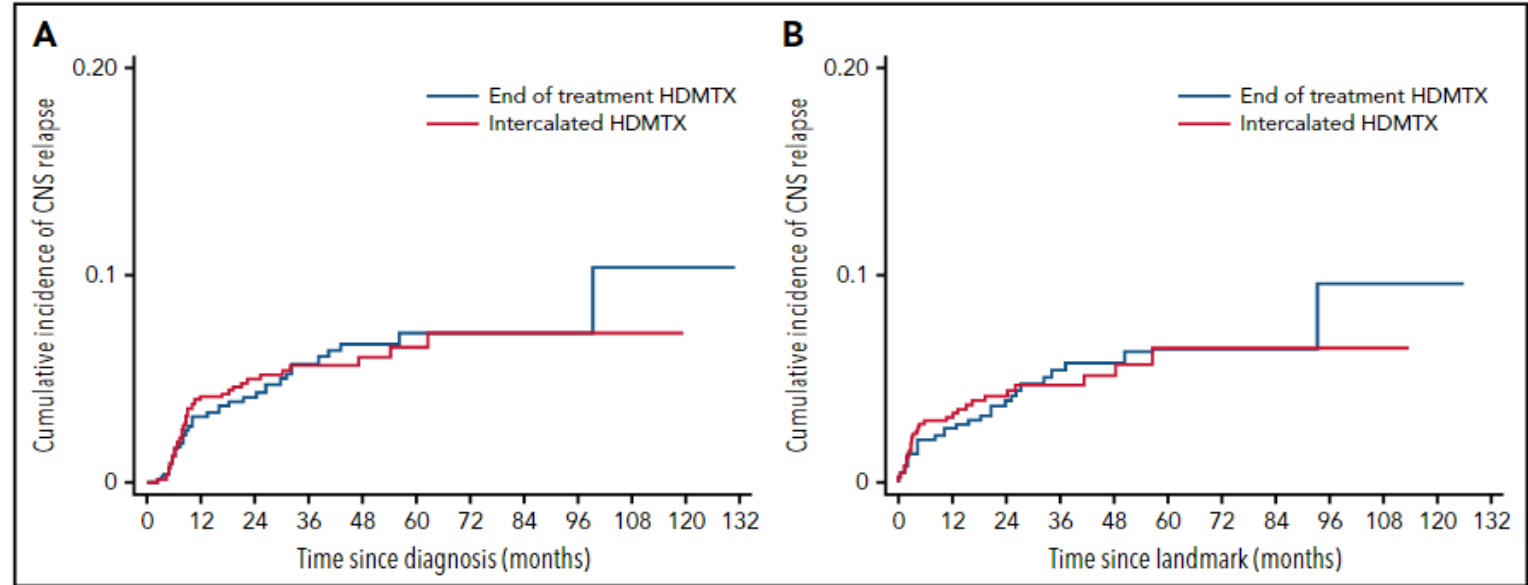 A
Cumulative incidence of CNS relapse
0.20
0.1
0
End of treatment HDMTX
Intercalated HDMTX
0 12 24 36 48 60 72 84 96 108 120 132
Time since diagnosis (months)
B
Cumulative incidence of CNS relapse
0.20
0.1
0
End of treatment HDMTX
Intercalated HDMTX
0 12 24 36 48 60 72 84 96 108 120 132
Time since landmark (months)